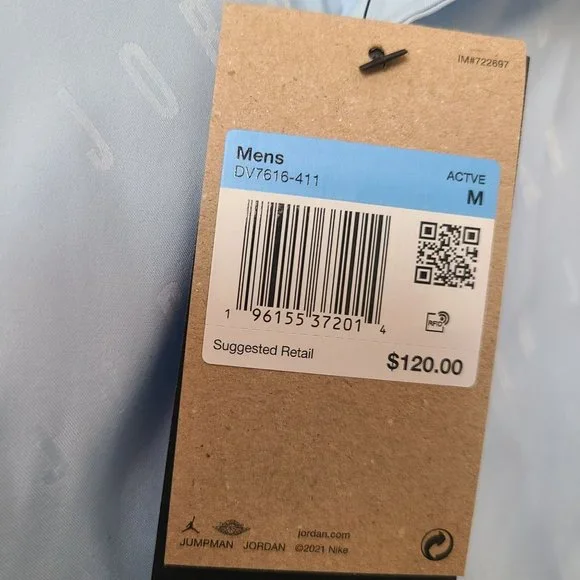 J O
IM#722697
Mens
DV7616-411
ACTVE
M
1 96155 37201 4
RFID
Suggested Retail
$120.00
jordan.com
JUMPMAN JORDAN ©2021 Nike